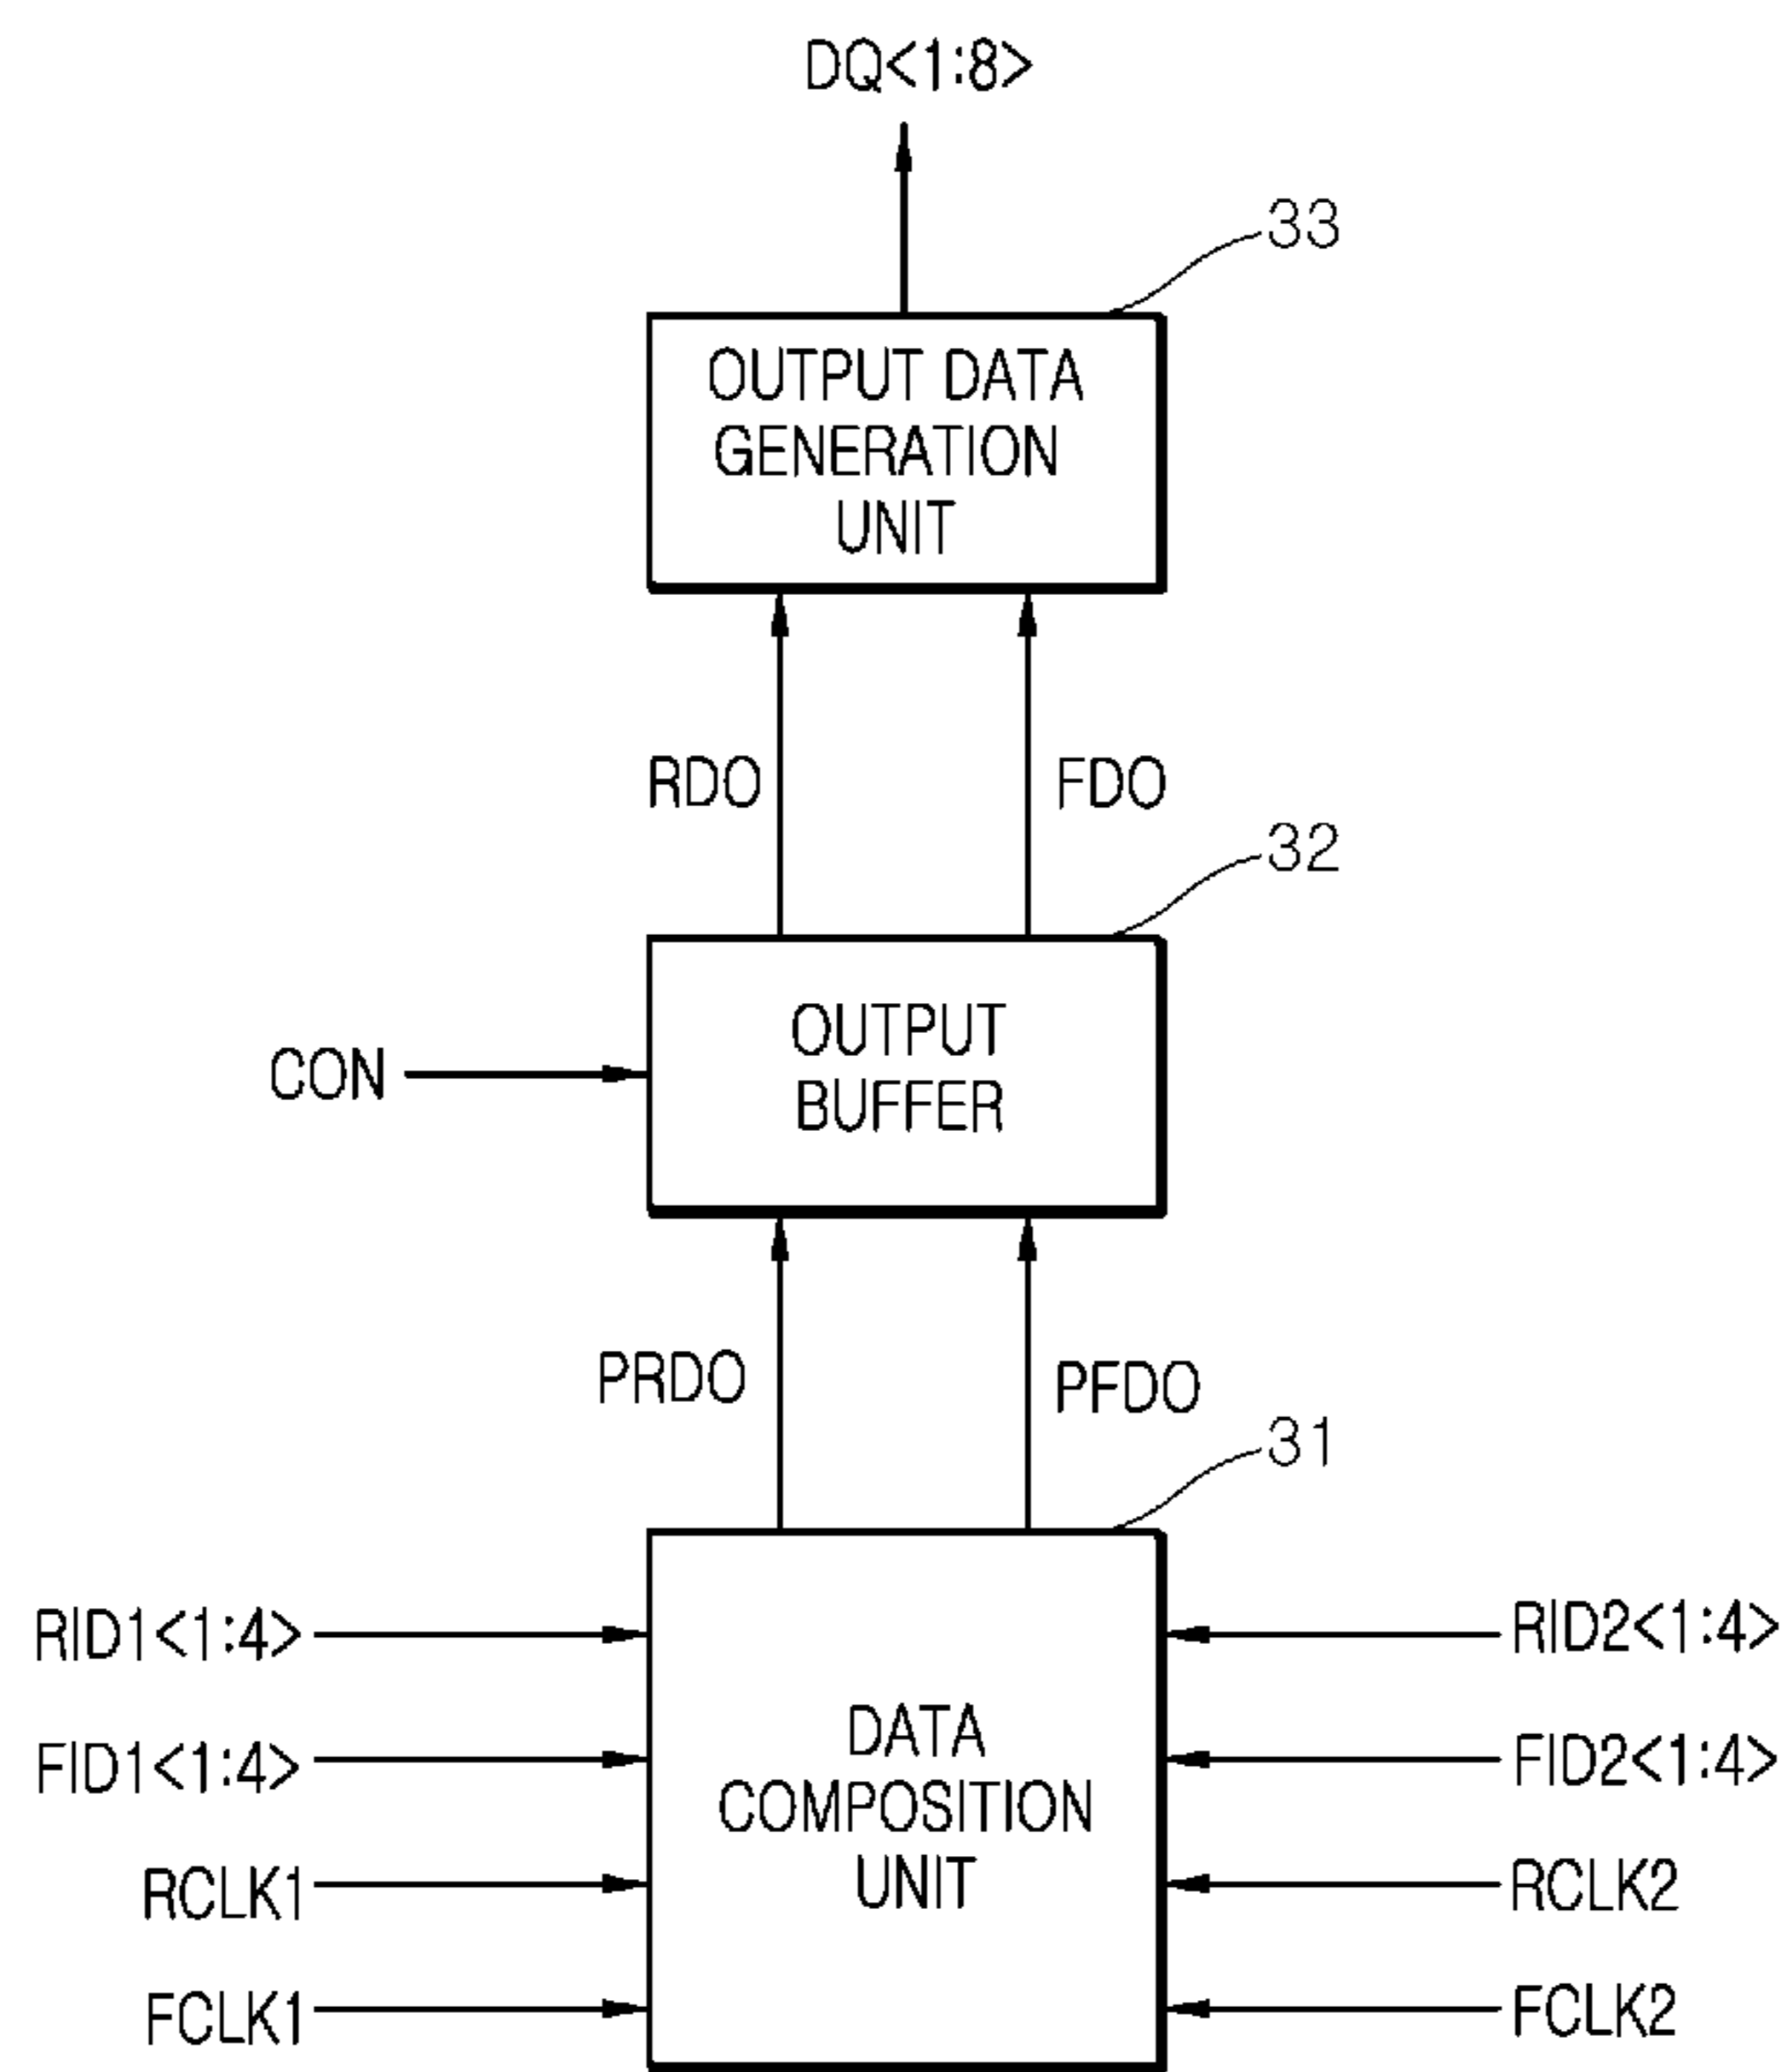 DQ<1:8>
33
OUTPUT DATA
GENERATION
UNIT
RDO
FDO
32
CON
OUTPUT
BUFFER
PRDO
PFDO
31
RID1<1:4>
FID1<1:4>
RCLK1
FCLK1
DATA
COMPOSITION
UNIT
RID2<1:4>
FID2<1:4>
RCLK2
FCLK2